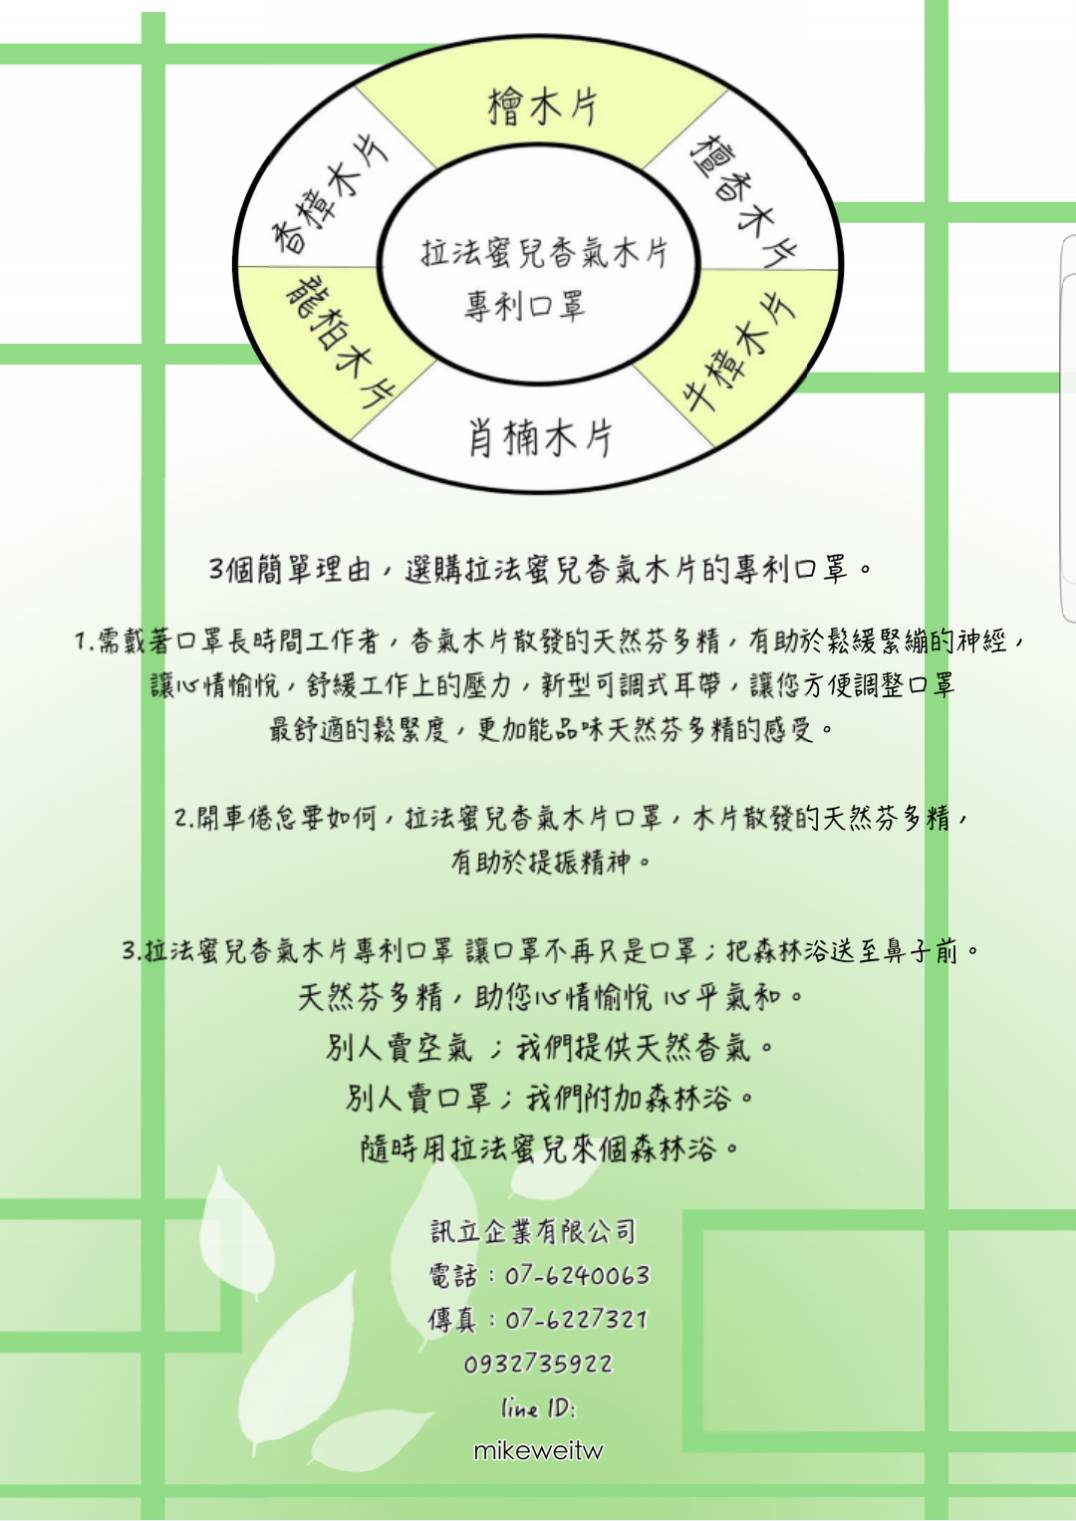 檜木片
香樟木片
檀香木片
拉法蜜兒香氣木片
專利口罩
龍柏木片
牛樟木片
肖楠木片
3個簡單理由，選購拉法蜜兒香氣木片的專利口罩。
1.需戴著口罩長時間工作者，香氣木片散發的天然芬多精，有助於鬆緩緊繃的神經，
讓心情愉悅，舒緩工作上的壓力，新型可調式耳帶，讓您方便調整口罩
最舒適的鬆緊度，更加能品味天然芬多精的感受。
2.開車倦怠要如何，拉法蜜兒香氣木片口罩，木片散發的天然芬多精，
有助於提振精神。
3.拉法蜜兒香氣木片專利口罩 讓口罩不再只是口罩；把森林浴送至鼻子前。
天然芬多精，助您心情愉悅 心平氣和。
別人賣空氣 ；我們提供天然香氣。
別人賣口罩；我們附加森林浴。
隨時用拉法蜜兒來個森林浴。
訊立企業有限公司
電話：07-6240063
傳真：07-6227321
0932735922
line ID:
mikeweitw